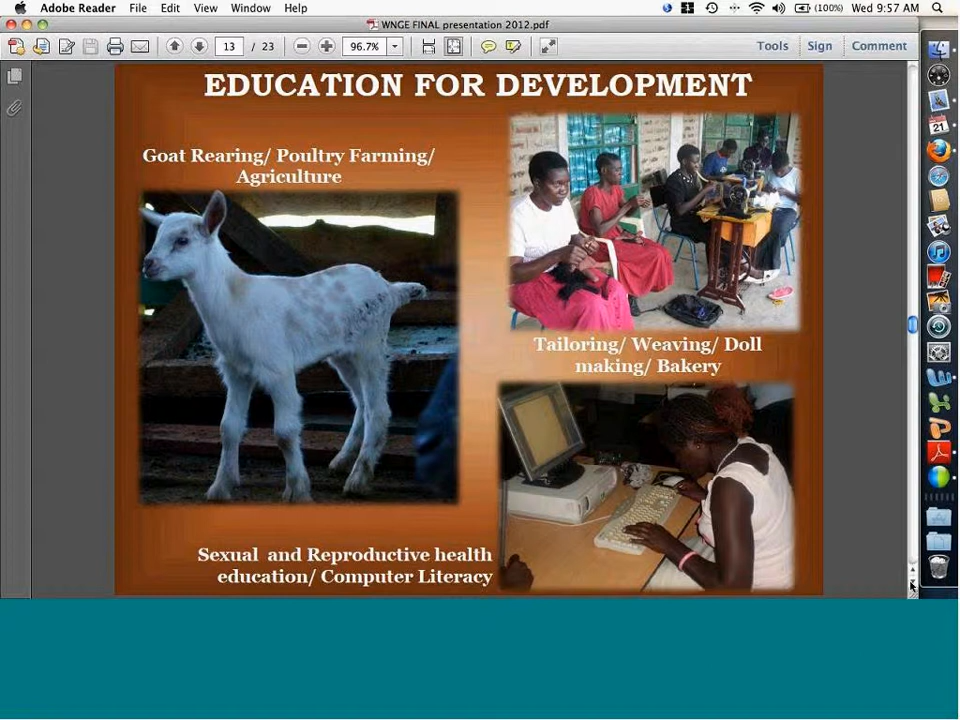 Adobe Reader File Edit View Window Help (100%) Wed 9:57 AM
WNGE FINAL presentation 2012.pdf
13 / 23 96.7% Tools Sign Comment
EDUCATION FOR DEVELOPMENT
Goat Rearing/ Poultry Farming/
Agriculture
Tailoring/ Weaving/ Doll
making/ Bakery
Sexual and Reproductive health
education/ Computer Literacy
21